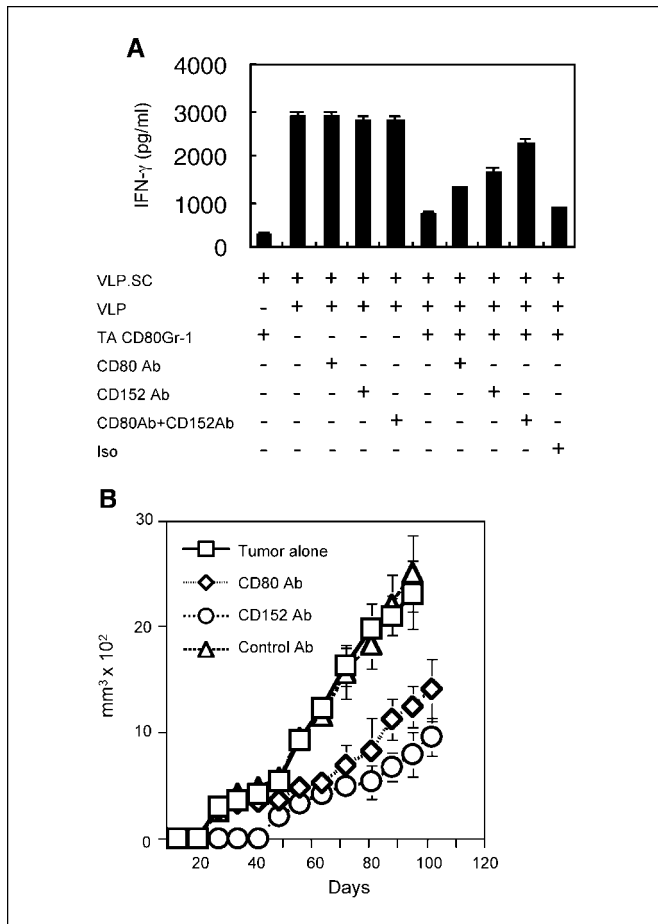 A
4000
3000
2000
1000
0
IFN-γ (pg/ml)
VLP.SC + + + + + + + + + +
VLP - + + + + + + + + +
TA CD80Gr-1 + - - - - + + + + +
CD80 Ab - - + - - - + - - -
CD152 Ab - - - + - - - + - -
CD80Ab+CD152Ab - - - - + - - - + -
Iso - - - - - - - - - +
B
30
20
10
0
mm³ x 10²
Tumor alone
CD80 Ab
CD152 Ab
Control Ab
20 40 60 80 100 120
Days